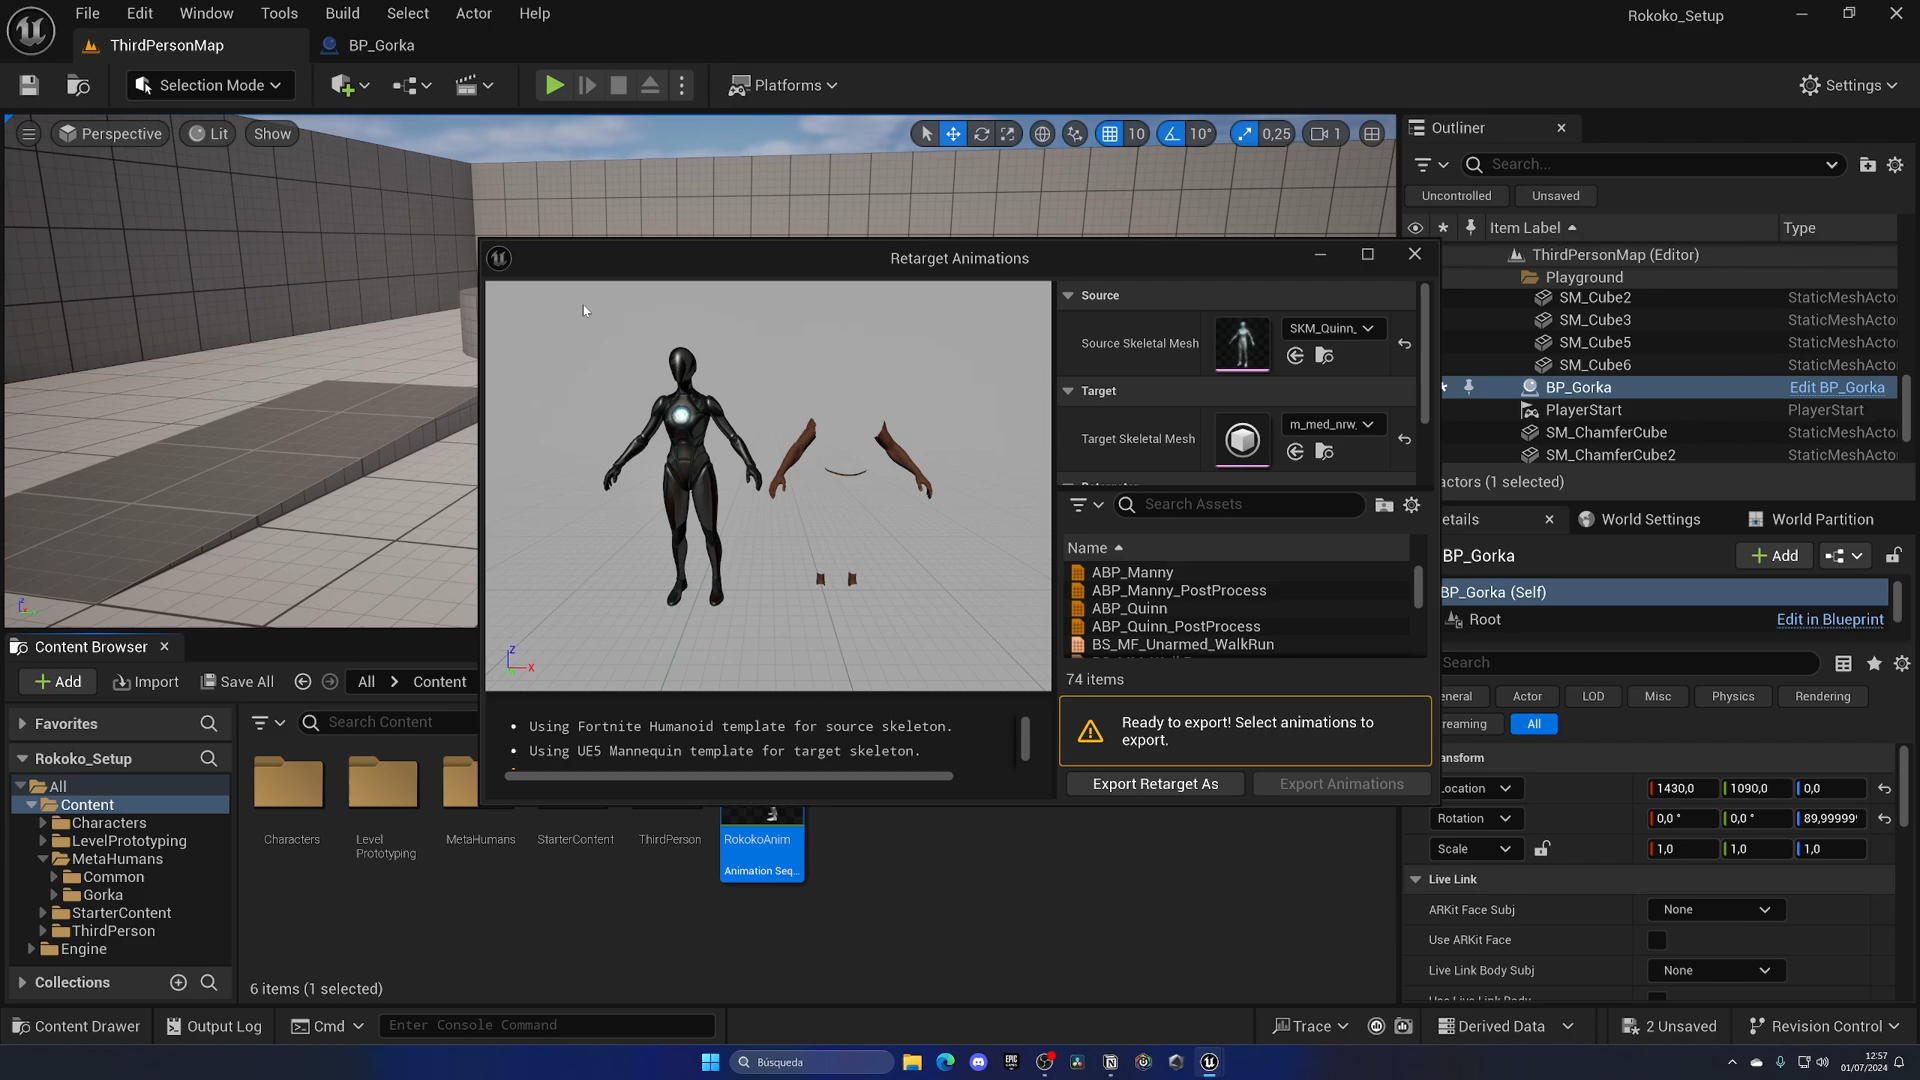 File Edit Window Tools Build Select Actor Help
Rokoko_Setup
ThirdPersonMap
BP_Gorka
Selection Mode
Platforms
Settings
Perspective
Lit
Show
10
10°
0,25
1
Outliner
Search...
Uncontrolled
Unsaved
Item Label
Type
ThirdPersonMap (Editor)
Playground
SM_Cube2 StaticMeshActo
SM_Cube3 StaticMeshActo
SM_Cube5 StaticMeshActo
SM_Cube6 StaticMeshActo
BP_Gorka Edit BP_Gorka
PlayerStart PlayerStart
SM_ChamferCube StaticMeshActo
SM_ChamferCube2 StaticMeshActo
actors (1 selected)
Retarget Animations
Source
Source Skeletal Mesh
SKM_Quinn_
Target
Target Skeletal Mesh
m_med_nrw_
Search Assets
Name
ABP_Manny
ABP_Manny_PostProcess
ABP_Quinn
ABP_Quinn_PostProcess
BS_MF_Unarmed_WalkRun
74 items
Ready to export! Select animations to
export.
Export Retarget As
Export Animations
• Using Fortnite Humanoid template for source skeleton.
• Using UE5 Mannequin template for target skeleton.
Z
X
etails
World Settings
World Partition
BP_Gorka
Add
BP_Gorka (Self)
Root
Edit in Blueprint
Search
eneral
Actor
LOD
Misc
Physics
Rendering
reaming
All
ansform
Location 1430,0 1090,0 0,0
Rotation 0,0 ° 0,0 ° 89,99999°
Scale 1,0 1,0 1,0
Live Link
ARKit Face Subj None
Use ARKit Face
Live Link Body Subj None
Content Browser
Add
Import
Save All
All
Content
Favorites
Search Content
Rokoko_Setup
All
Content
Characters
LevelPrototyping
MetaHumans
Common
Gorka
StarterContent
ThirdPerson
Engine
Collections
Characters
Level
Prototyping
MetaHumans
StarterContent
ThirdPerson
RokokoAnim
Animation Seq...
6 items (1 selected)
Content Drawer
Output Log
Cmd
Enter Console Command
Trace
Derived Data
2 Unsaved
Revision Control
Búsqueda
EPIC
12:57
01/07/2024